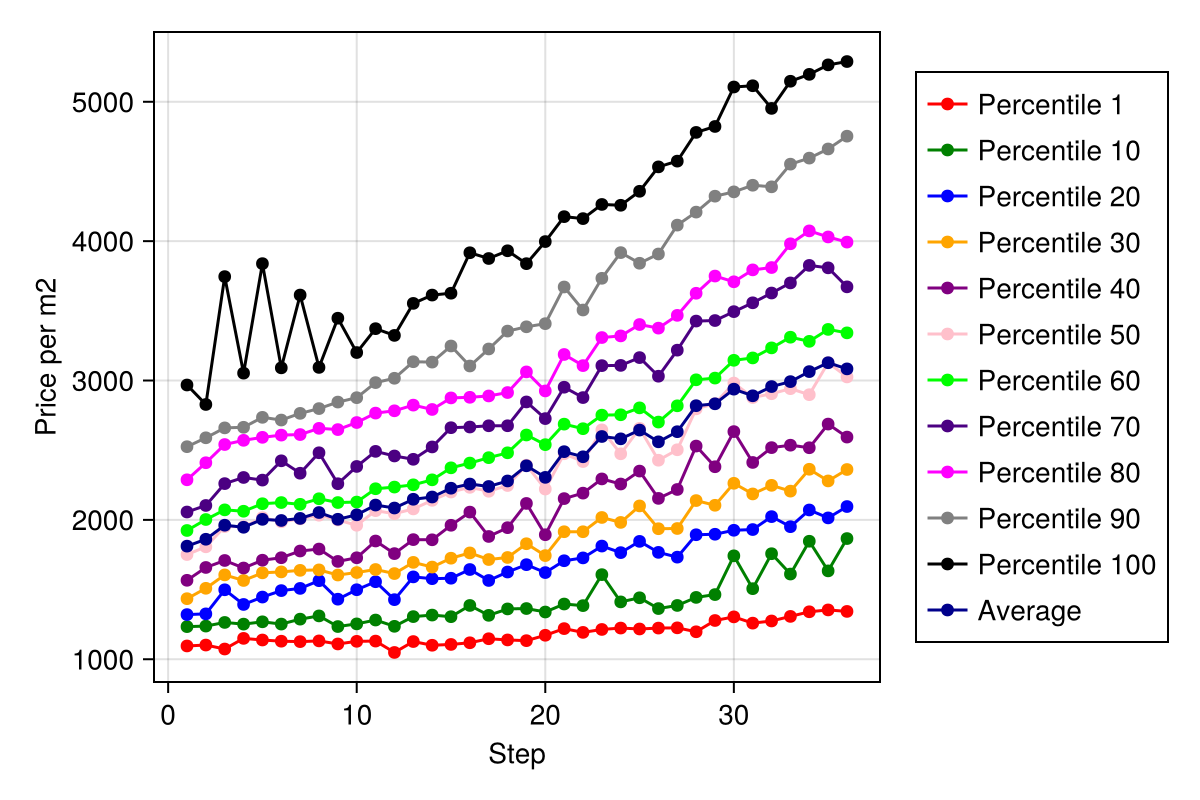 5000
4000
3000
2000
1000
Price per m2
0 10 20 30
Step
Percentile 1
Percentile 10
Percentile 20
Percentile 30
Percentile 40
Percentile 50
Percentile 60
Percentile 70
Percentile 80
Percentile 90
Percentile 100
Average